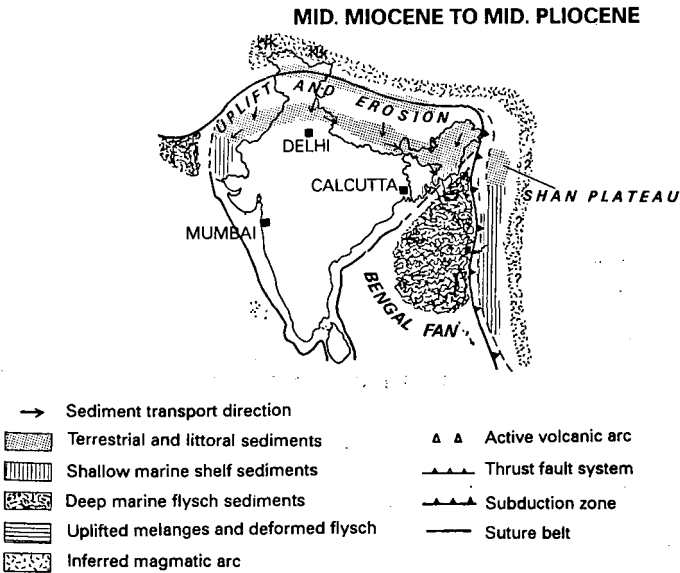 MID. MIOCENE TO MID. PLIOCENE
UPLIFT AND EROSION
DELHI
CALCUTTA
SHAN PLATEAU
MUMBAI
BENGAL FAN
Sediment transport direction
Terrestrial and littoral sediments
Shallow marine shelf sediments
Deep marine flysch sediments
Uplifted melanges and deformed flysch
Inferred magmatic arc
Active volcanic arc
Thrust fault system
Subduction zone
Suture belt